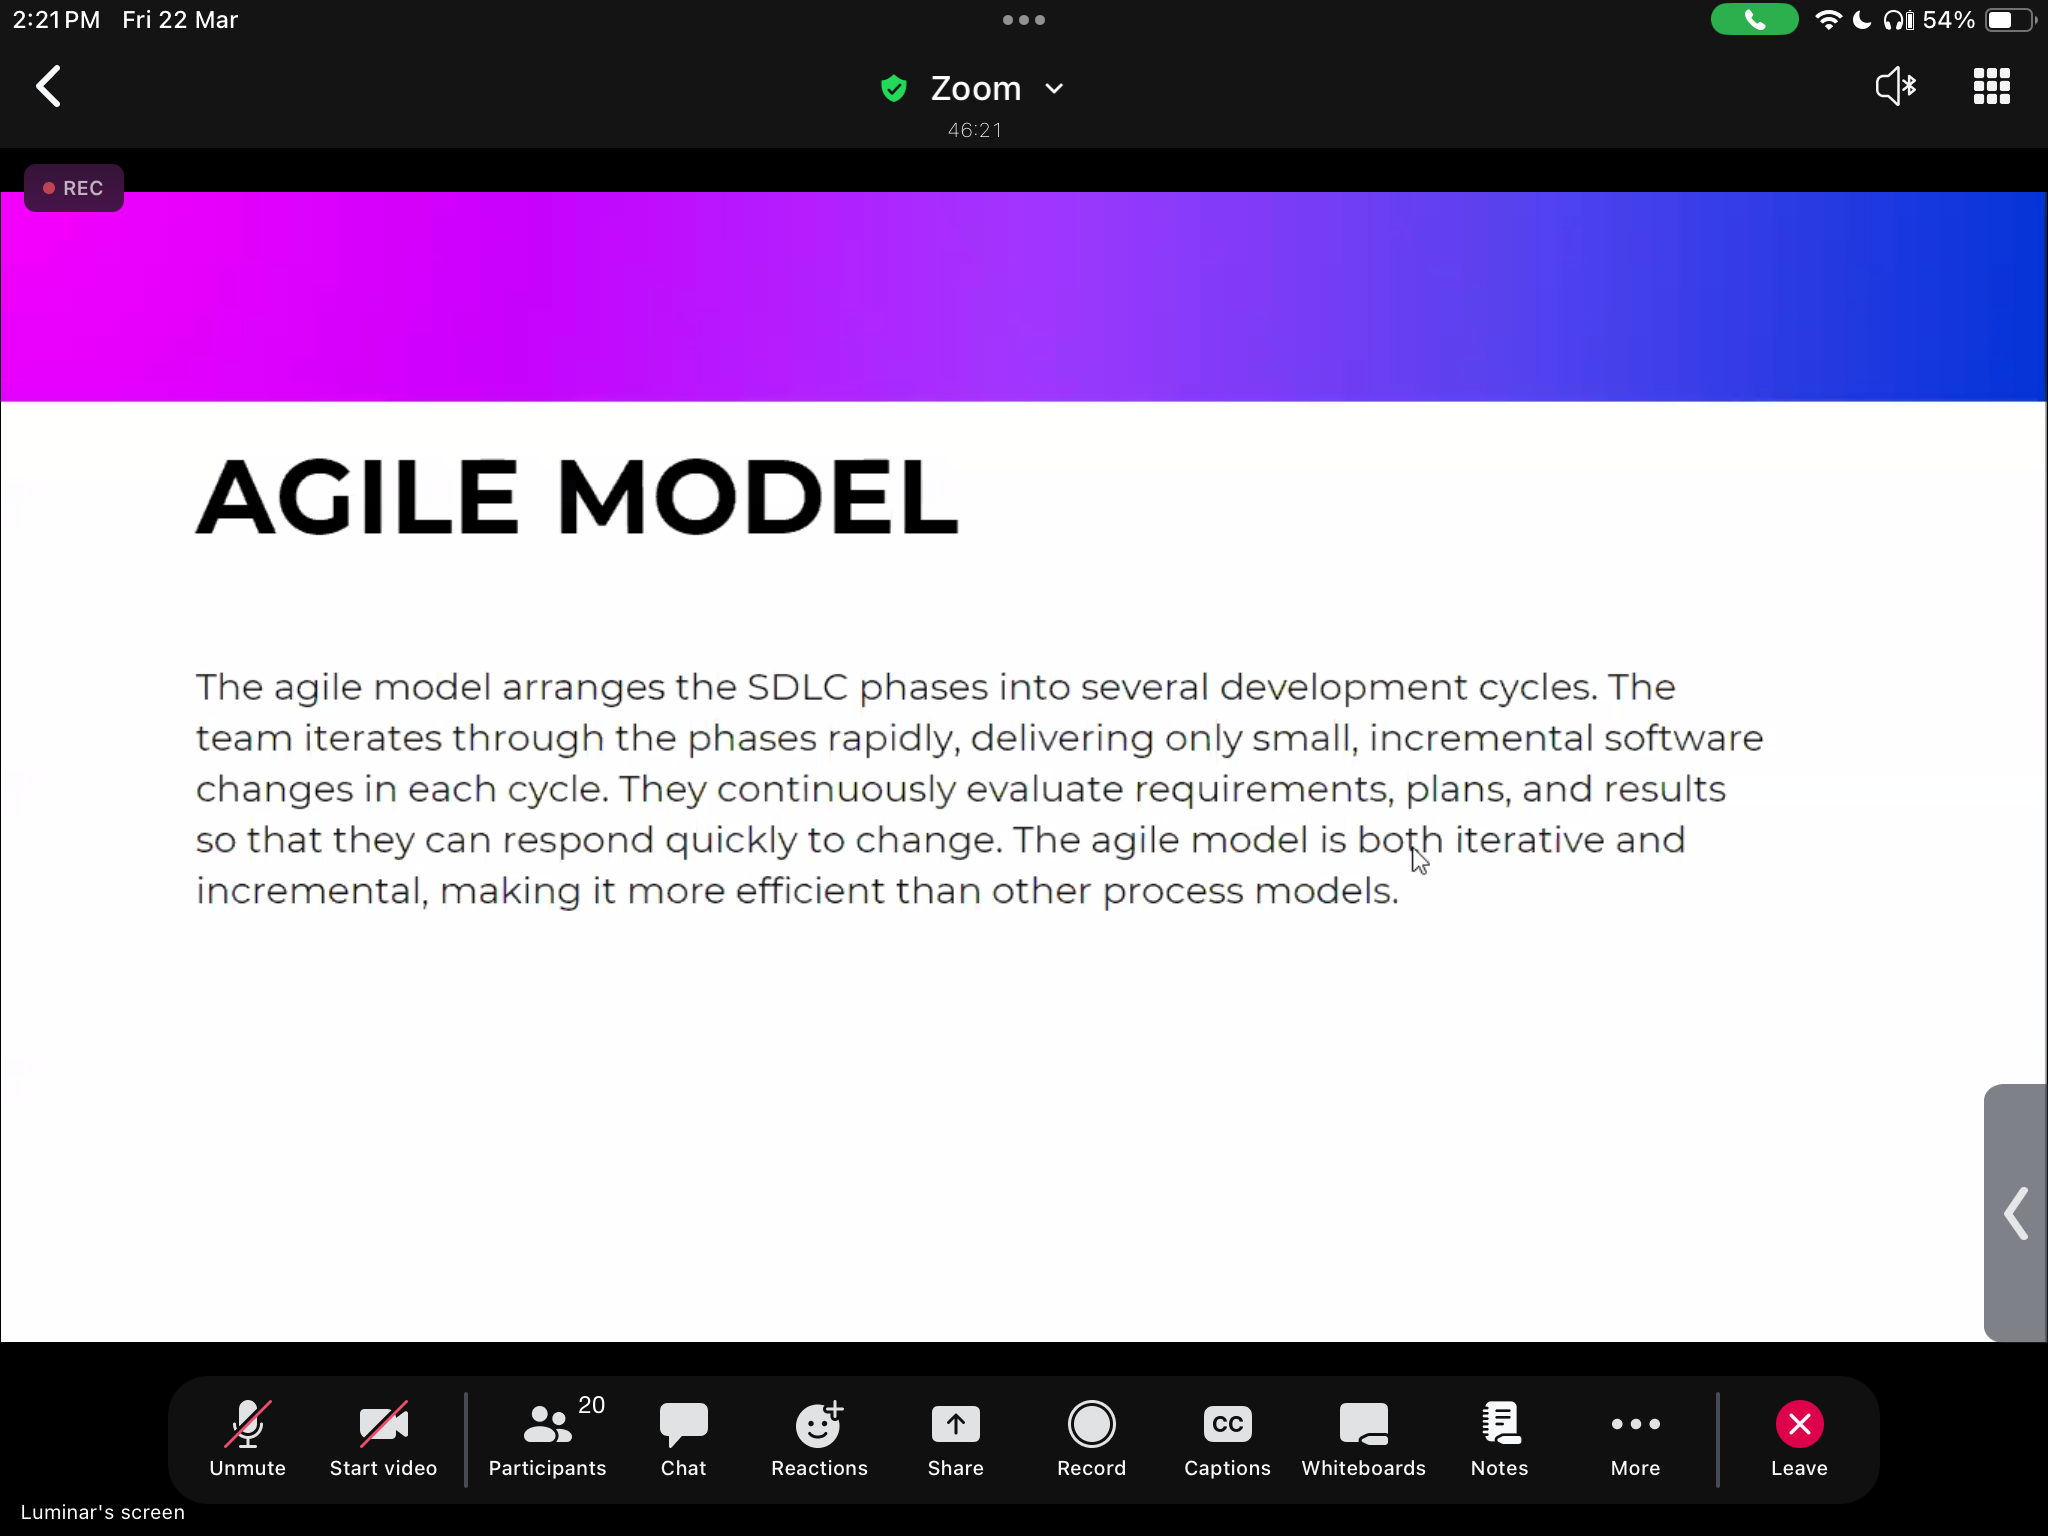 2:21 PM Fri 22 Mar
54%
Zoom
46:21
REC
AGILE MODEL
The agile model arranges the SDLC phases into several development cycles. The
team iterates through the phases rapidly, delivering only small, incremental software
changes in each cycle. They continuously evaluate requirements, plans, and results
so that they can respond quickly to change. The agile model is both iterative and
incremental, making it more efficient than other process models.
20
CC
Unmute Start video Participants Chat Reactions Share Record Captions Whiteboards Notes More Leave
Luminar's screen